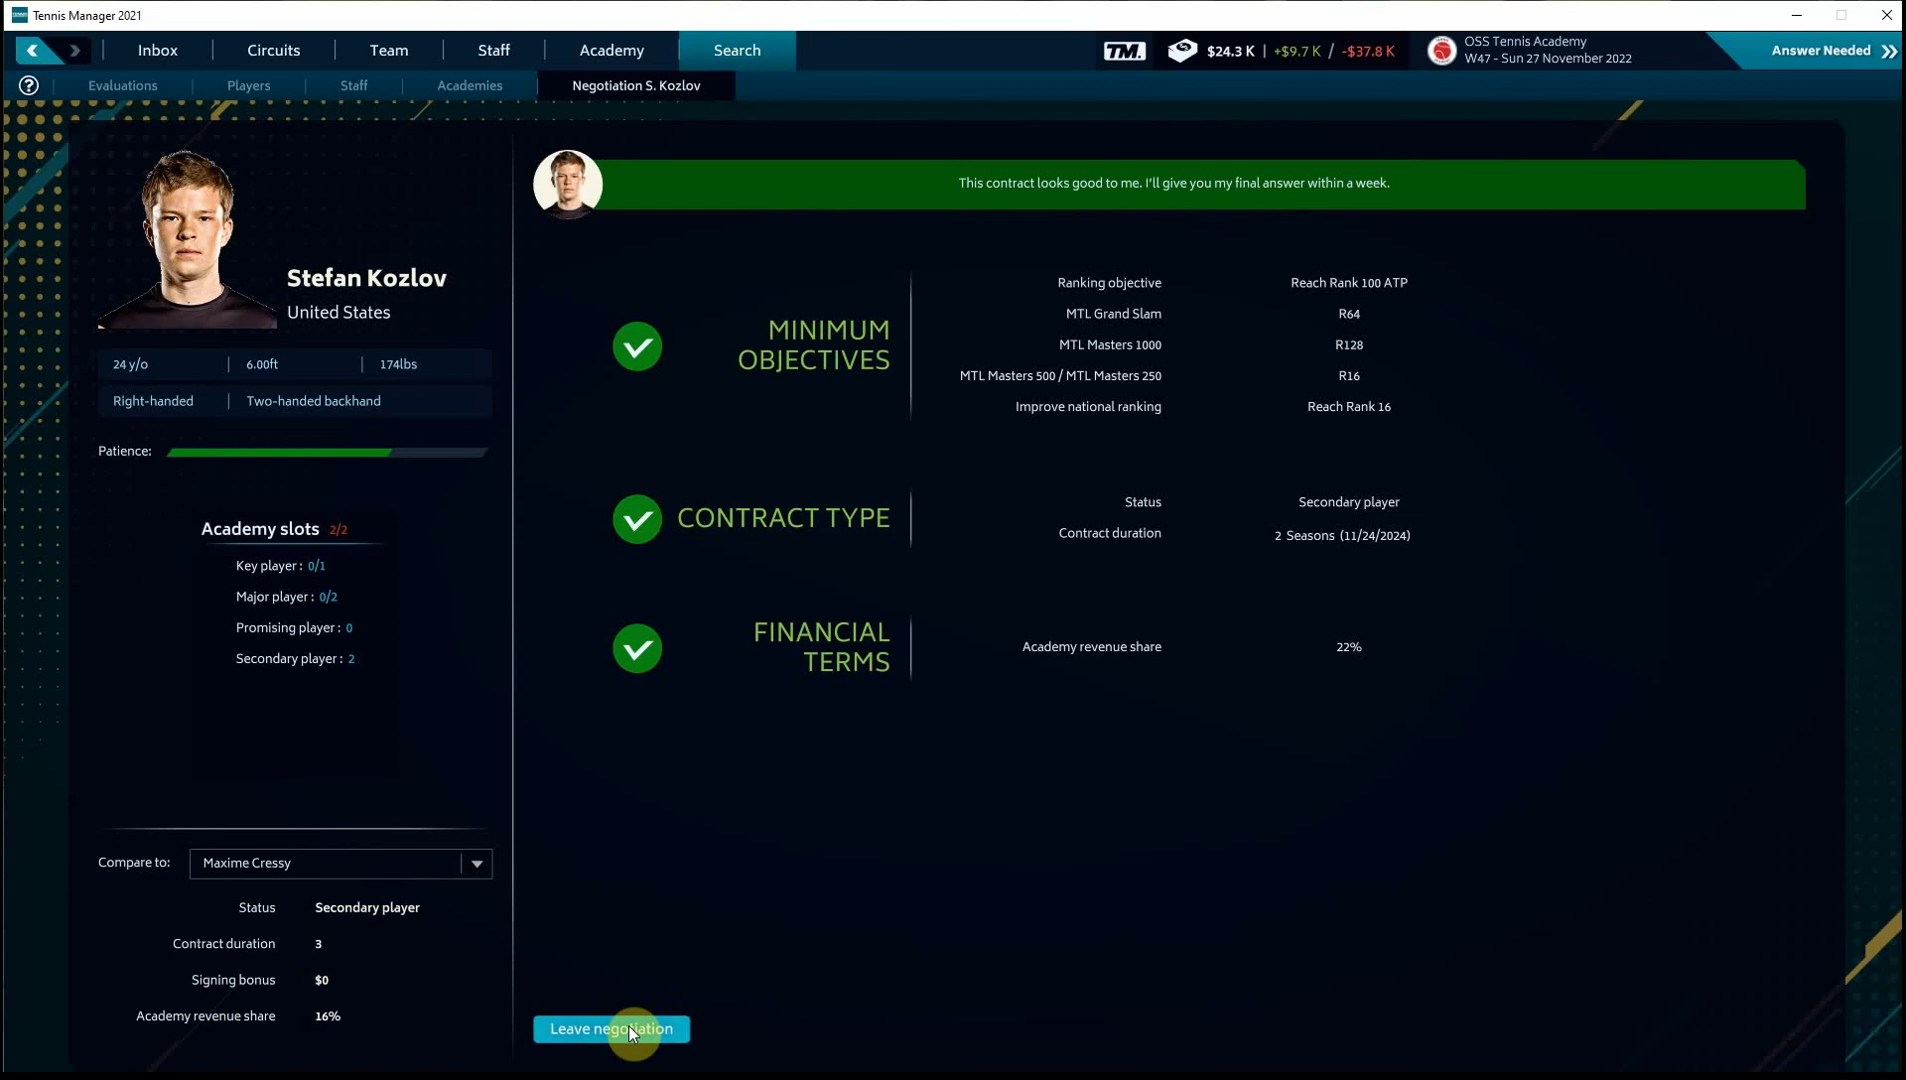 Tennis Manager 2021
Inbox
Circuits
Team
Staff
Academy
Search
TM.
$24.3 K | +$9.7 K / -$37.8 K
OSS Tennis Academy
W47 - Sun 27 November 2022
Answer Needed
Evaluations
Players
Staff
Academies
Negotiation S. Kozlov
Stefan Kozlov
United States
24 y/o | 6.00ft | 174lbs
Right-handed | Two-handed backhand
Patience:
Academy slots 2/2
Key player : 0/1
Major player : 0/2
Promising player : 0
Secondary player : 2
Compare to: Maxime Cressy
Status Secondary player
Contract duration 3
Signing bonus $0
Academy revenue share 16%
This contract looks good to me. I'll give you my final answer within a week.
MINIMUM
OBJECTIVES
Ranking objective Reach Rank 100 ATP
MTL Grand Slam R64
MTL Masters 1000 R128
MTL Masters 500 / MTL Masters 250 R16
Improve national ranking Reach Rank 16
CONTRACT TYPE
Status Secondary player
Contract duration 2 Seasons (11/24/2024)
FINANCIAL
TERMS
Academy revenue share 22%
Leave negotiation